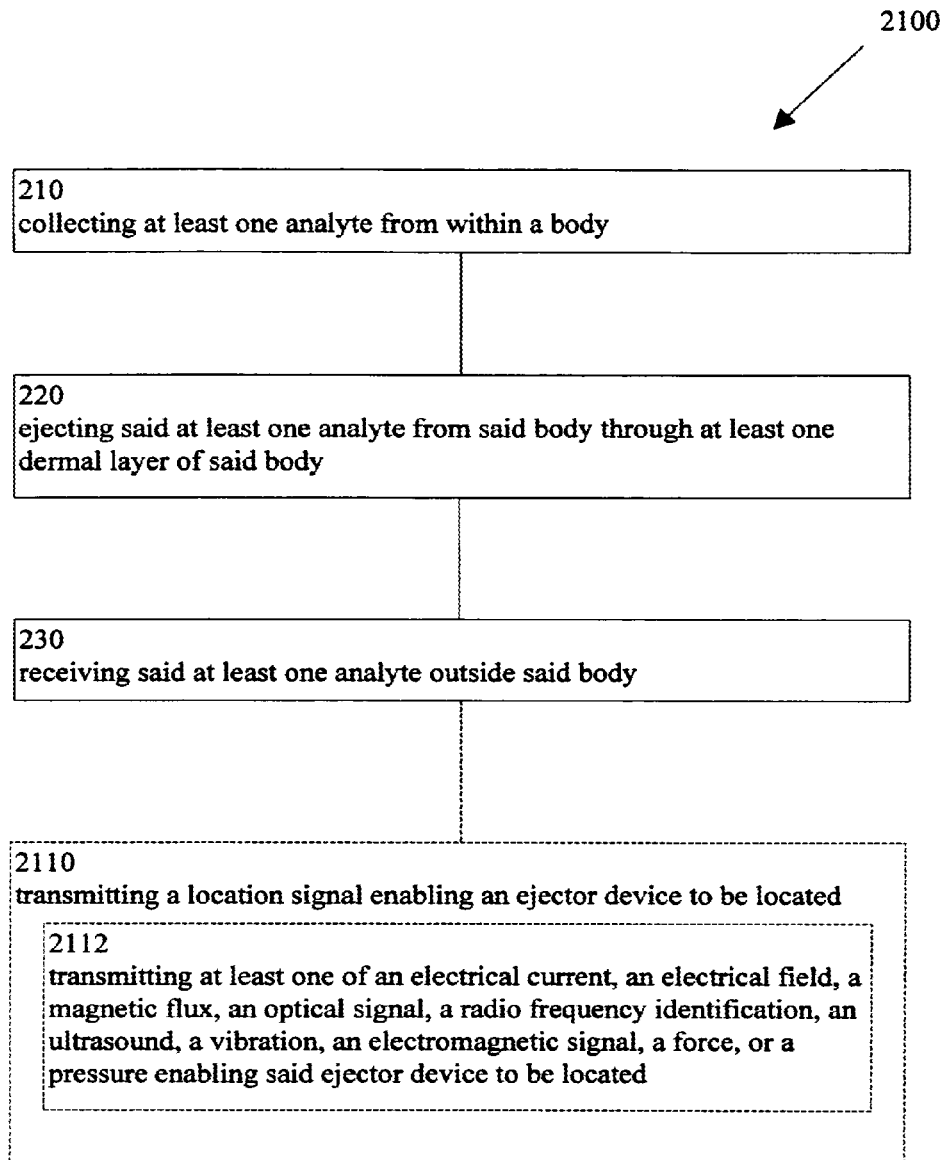 2100
210
collecting at least one analyte from within a body
220
ejecting said at least one analyte from said body through at least one
dermal layer of said body
230
receiving said at least one analyte outside said body
2110
transmitting a location signal enabling an ejector device to be located
2112
transmitting at least one of an electrical current, an electrical field, a
magnetic flux, an optical signal, a radio frequency identification, an
ultrasound, a vibration, an electromagnetic signal, a force, or a
pressure enabling said ejector device to be located